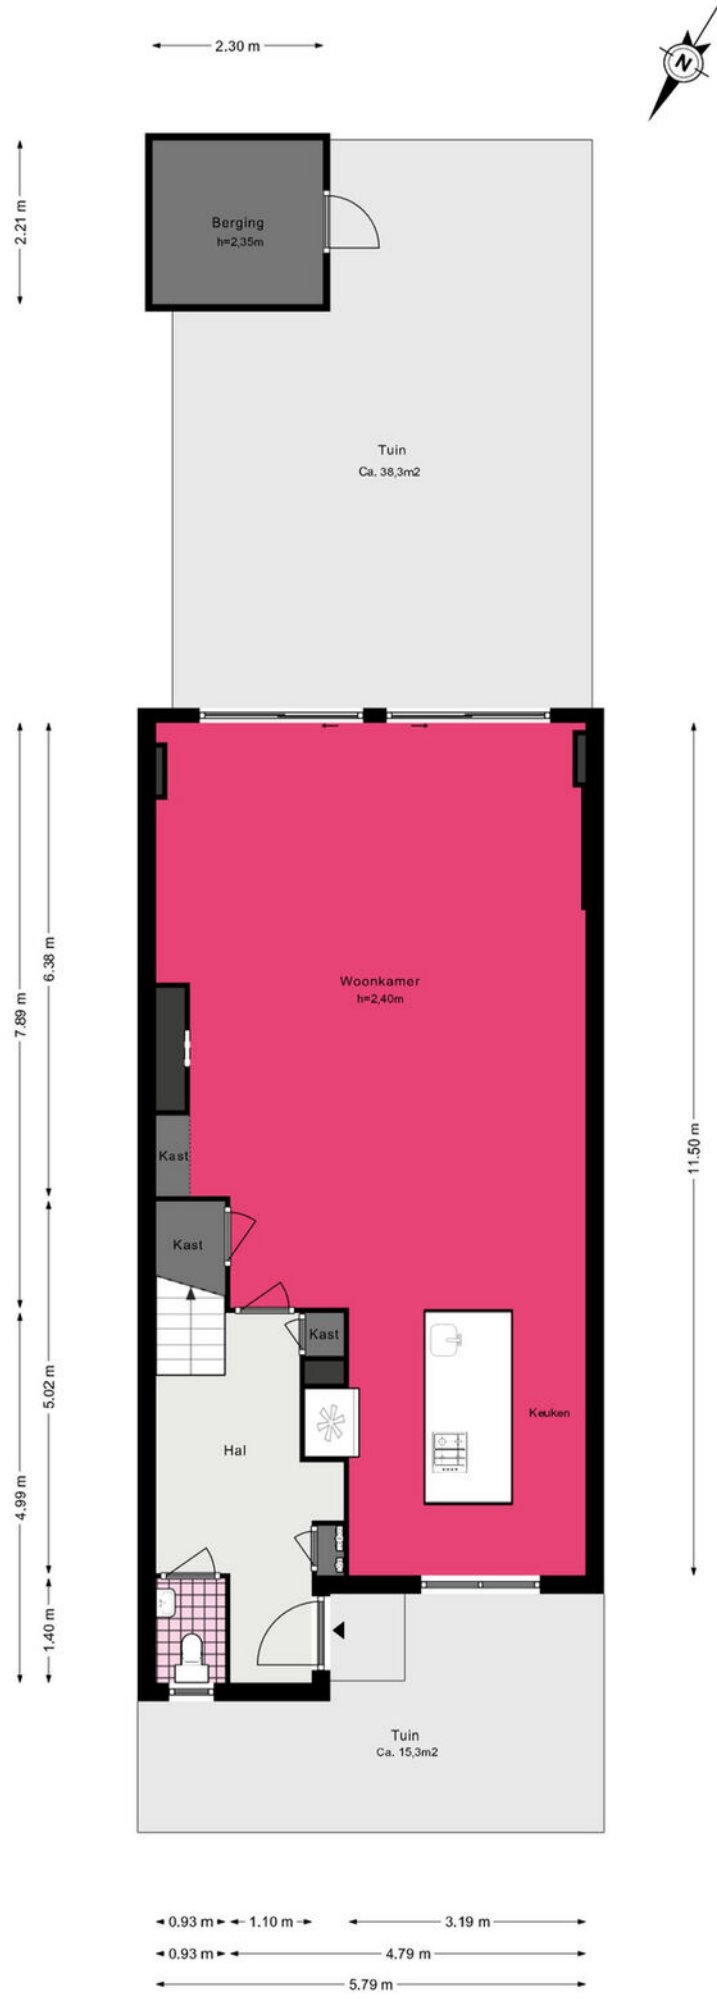 2.30 m
N
2.21 m
Berging
h=2,35m
Tuin
Ca. 38,3m2
7.89 m
6.38 m
11.50 m
Woonkamer
h=2,40m
Kast
Kast
Kast
5.02 m
4.99 m
Keuken
Hal
1.40 m
Tuin
Ca. 15,3m2
0.93 m
1.10 m
3.19 m
0.93 m
4.79 m
5.79 m